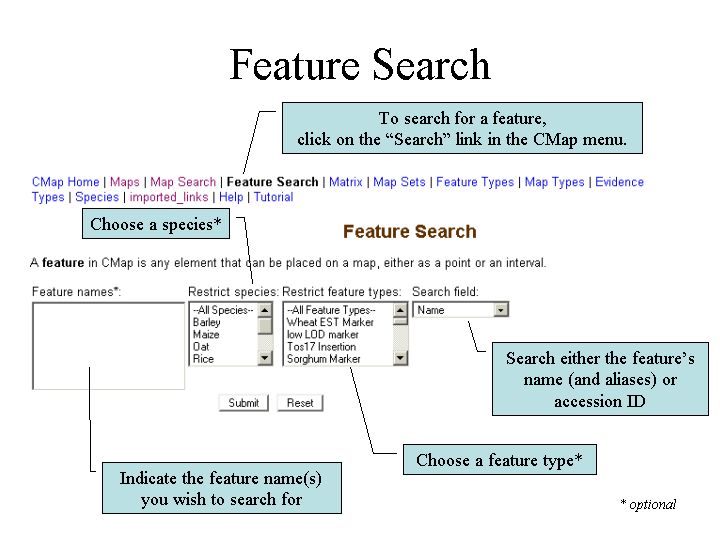 Feature Search
To search for a feature,
click on the “Search” link in the CMap menu.
CMap Home | Maps | Map Search | Feature Search | Matrix | Map Sets | Feature Types | Map Types | Evidence
Types | Species | imported_links | Help | Tutorial
Choose a species*
Feature Search
A feature in CMap is any element that can be placed on a map, either as a point or an interval.
Feature names*: Restrict species: Restrict feature types: Search field:
--All Species-- --All Feature Types-- Name
Barley Wheat EST Marker
Maize low LOD marker
Oat Tos17 Insertion
Rice Sorghum Marker
Search either the feature’s
name (and aliases) or
accession ID
Submit Reset
Choose a feature type*
Indicate the feature name(s)
you wish to search for
* optional